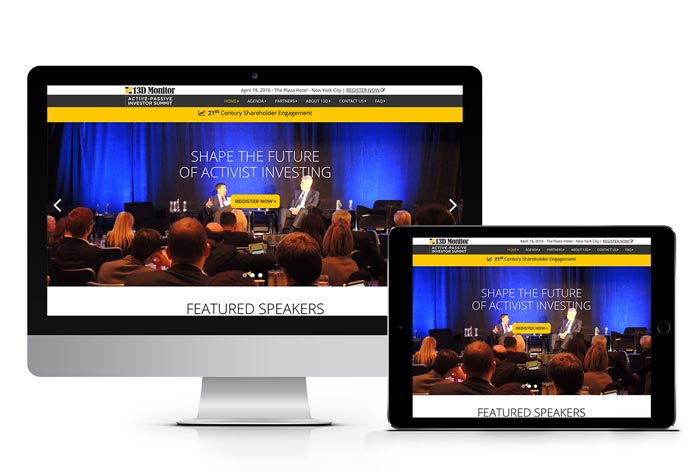 13D Monitor
ACTIVE-PASSIVE
INVESTOR SUMMIT
April 19, 2016 - The Plaza Hotel - New York City | REGISTER NOW
HOME AGENDA PARTNERS ABOUT 13D CONTACT US FAQ
21st Century Shareholder Engagement
SHAPE THE FUTURE
OF ACTIVIST INVESTING
REGISTER NOW
FEATURED SPEAKERS
13D Monitor
ACTIVE-PASSIVE
INVESTOR SUMMIT
April 19, 2016 - The Plaza Hotel - New York City | REGISTER NOW
HOME AGENDA PARTNERS ABOUT 13D CONTACT US FAQ
21st Century Shareholder Engagement
SHAPE THE FUTURE
OF ACTIVIST INVESTING
REGISTER NOW
FEATURED SPEAKERS